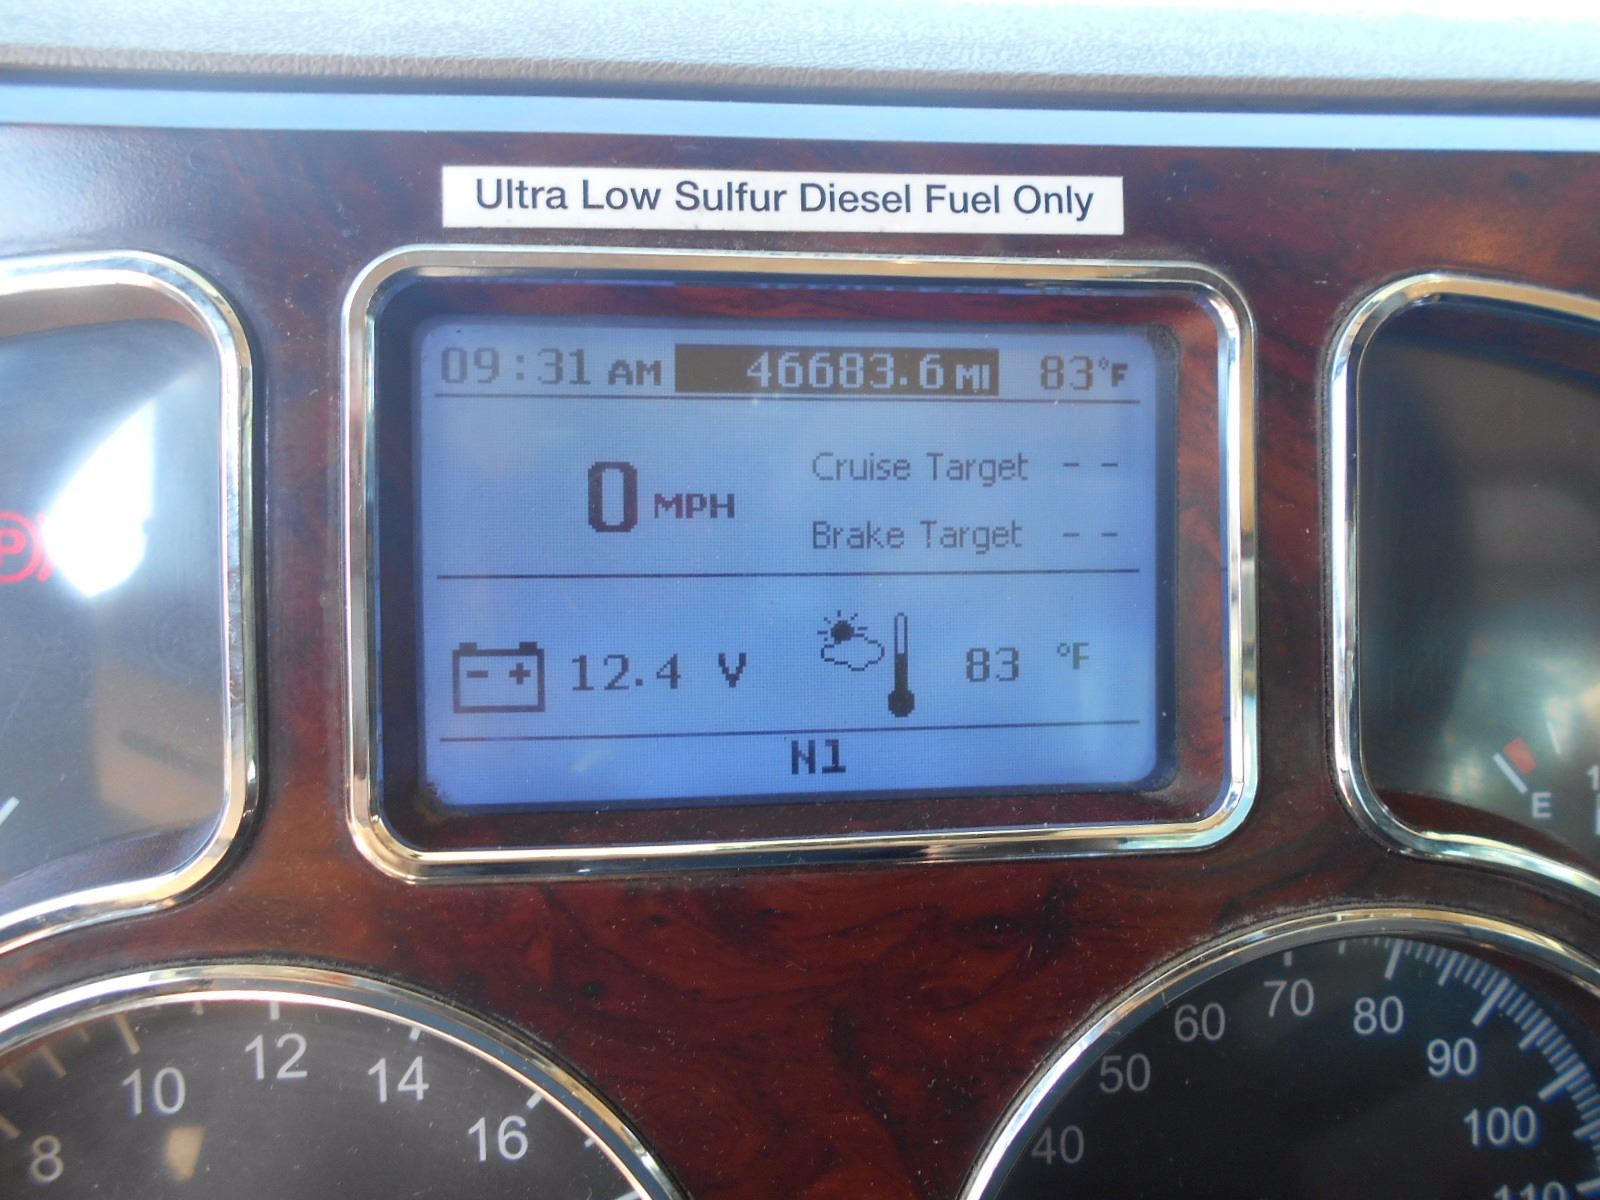 Ultra Low Sulfur Diesel Fuel Only
09:31 AM 46683.6 MI 83°F
0 MPH
Cruise Target --
Brake Target --
- + 12.4 V 83 °F
N1
P
E
8 10 12 14 16
40 50 60 70 80 90 100 110